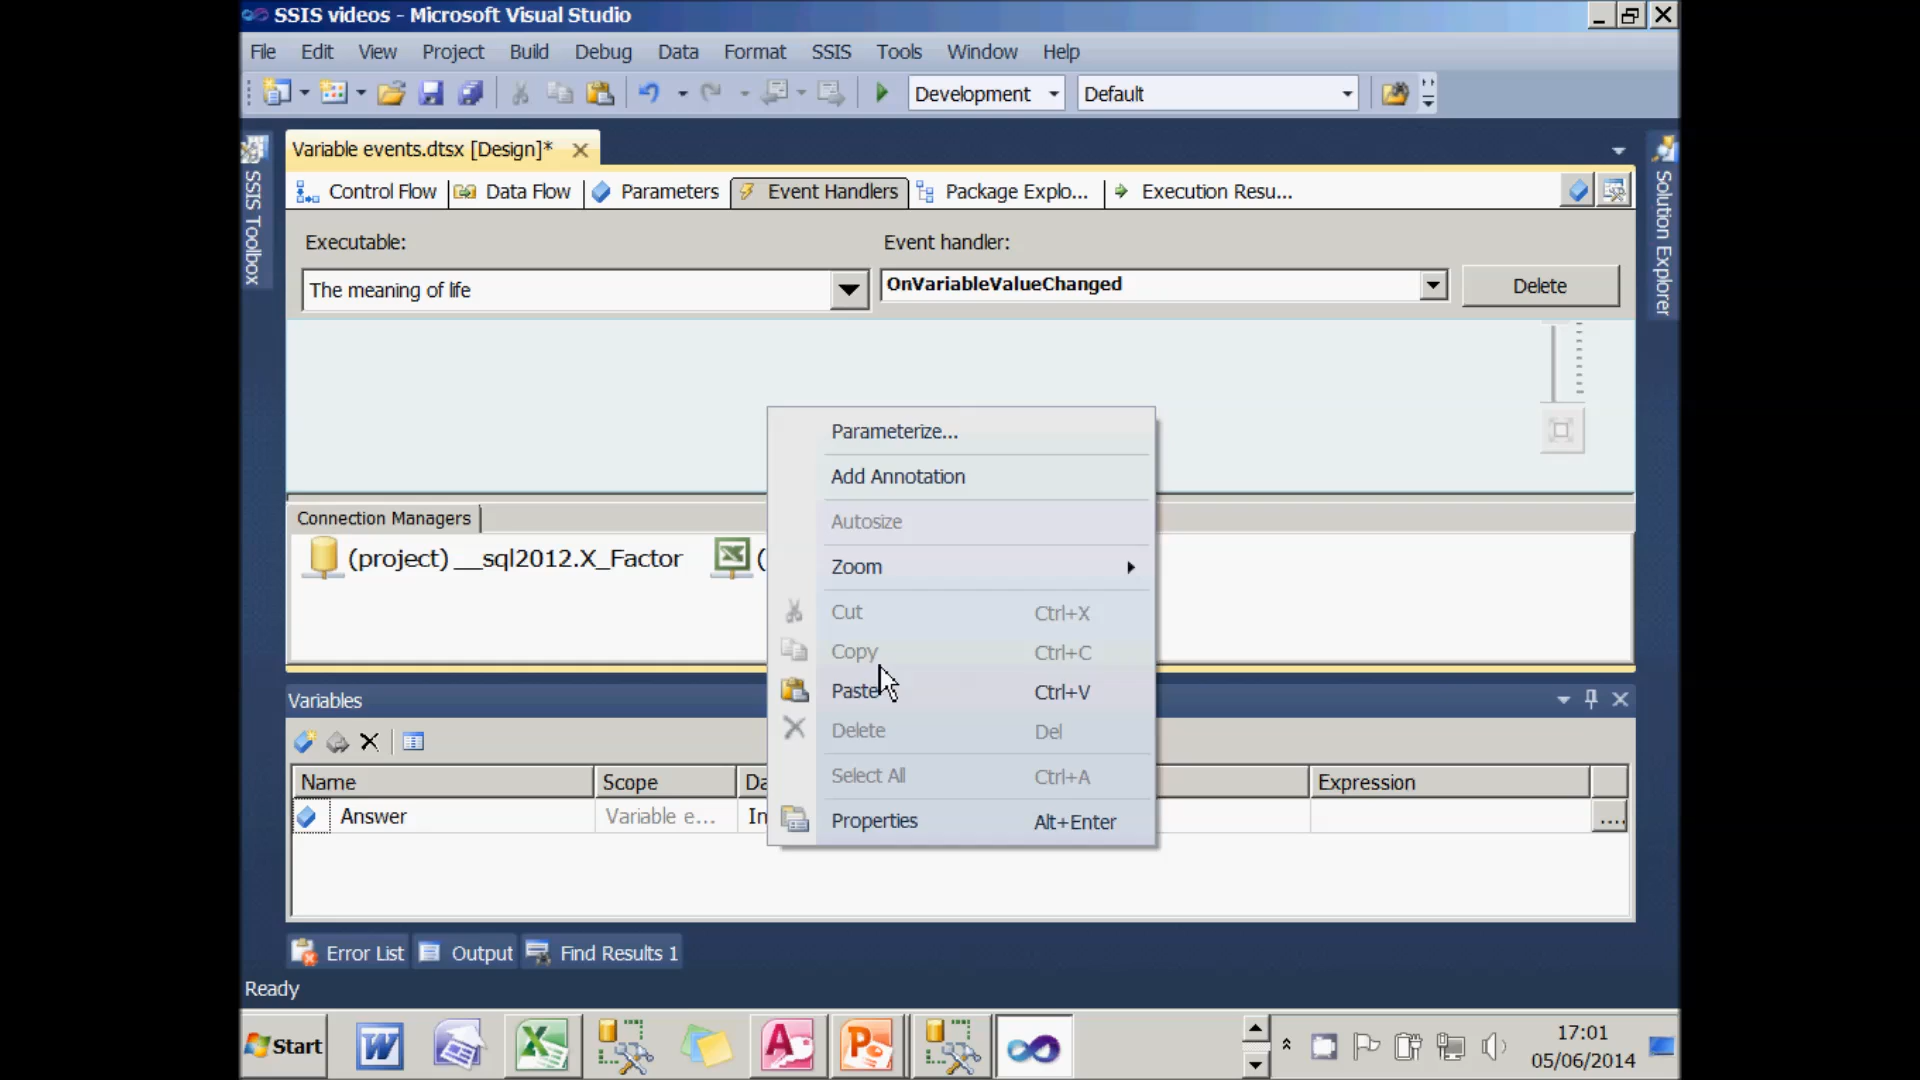 SSIS videos - Microsoft Visual Studio
File Edit View Project Build Debug Data Format SSIS Tools Window Help
Development Default
SSIS Toolbox
Variable events.dtsx [Design]*
Solution Explorer
Control Flow Data Flow Parameters Event Handlers Package Explo... Execution Resu...
Executable: Event handler:
The meaning of life OnVariableValueChanged Delete
Parameterize...
Add Annotation
Autosize
Zoom
Cut Ctrl+X
Copy Ctrl+C
Paste Ctrl+V
Delete Del
Select All Ctrl+A
Properties Alt+Enter
Connection Managers
(project) __sql2012.X_Factor (
Variables
Name Scope Da Expression
Answer Variable e... In ....
Error List Output Find Results 1
Ready
Start 17:01
05/06/2014